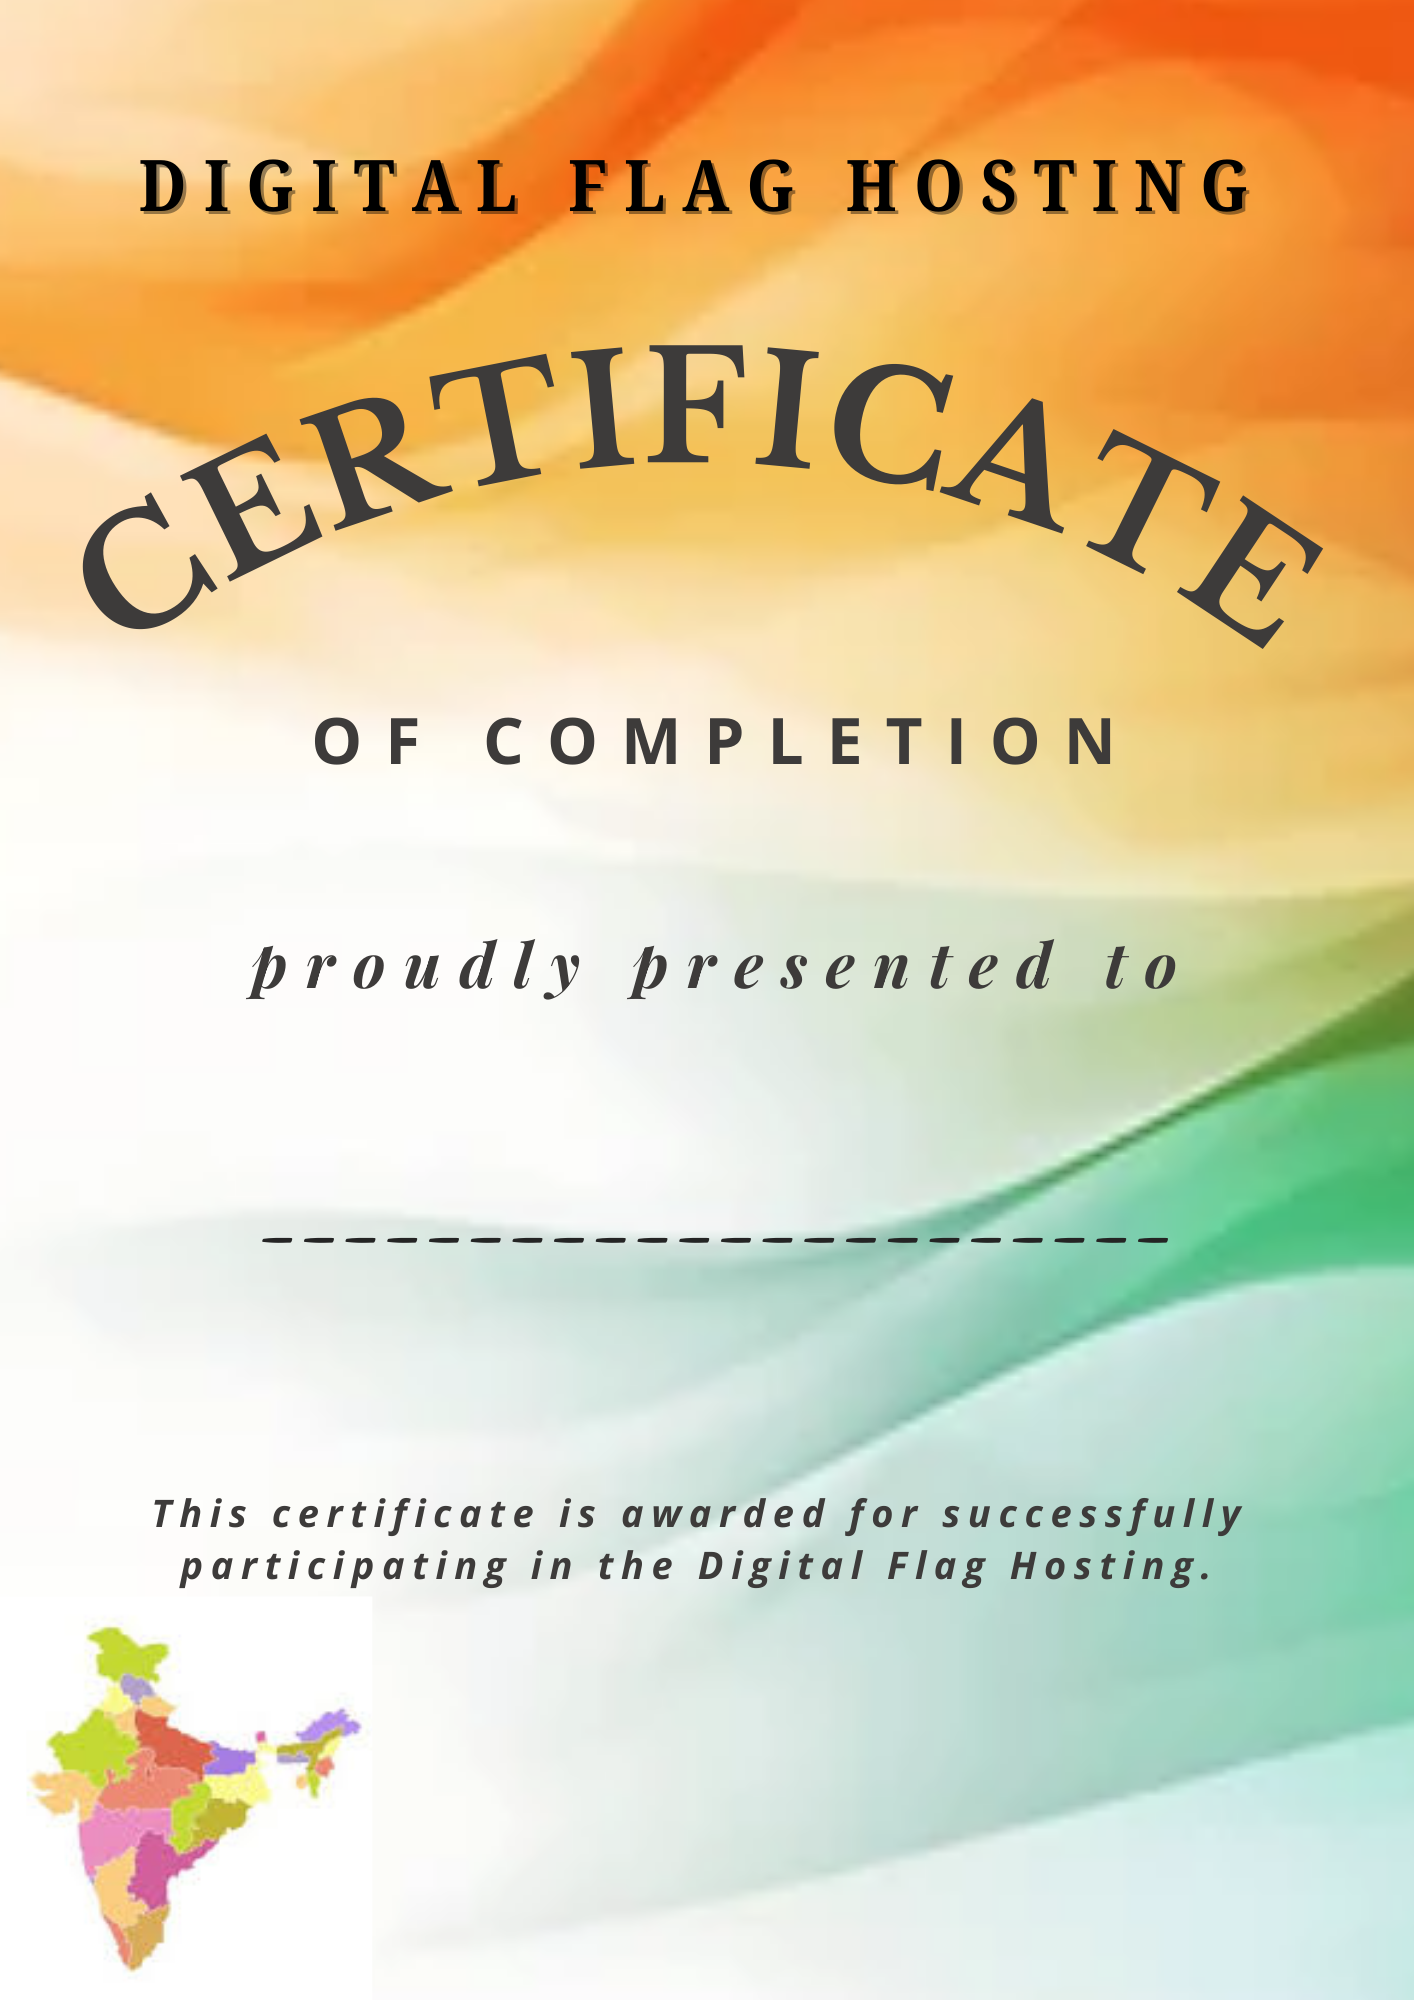 DIGITAL FLAG HOSTING
CERTIFICATE
OF COMPLETION
proudly presented to
______________________
This certificate is awarded for successfully
participating in the Digital Flag Hosting.